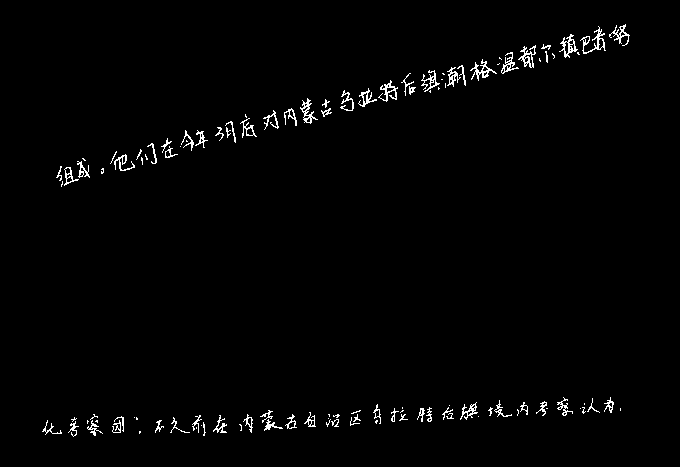 组成。他们在今年3月底对内蒙古乌拉特后旗潮格温都尔镇巴音努
化考察团”,不久前在内蒙古自治区乌拉特后旗境内考察认为,